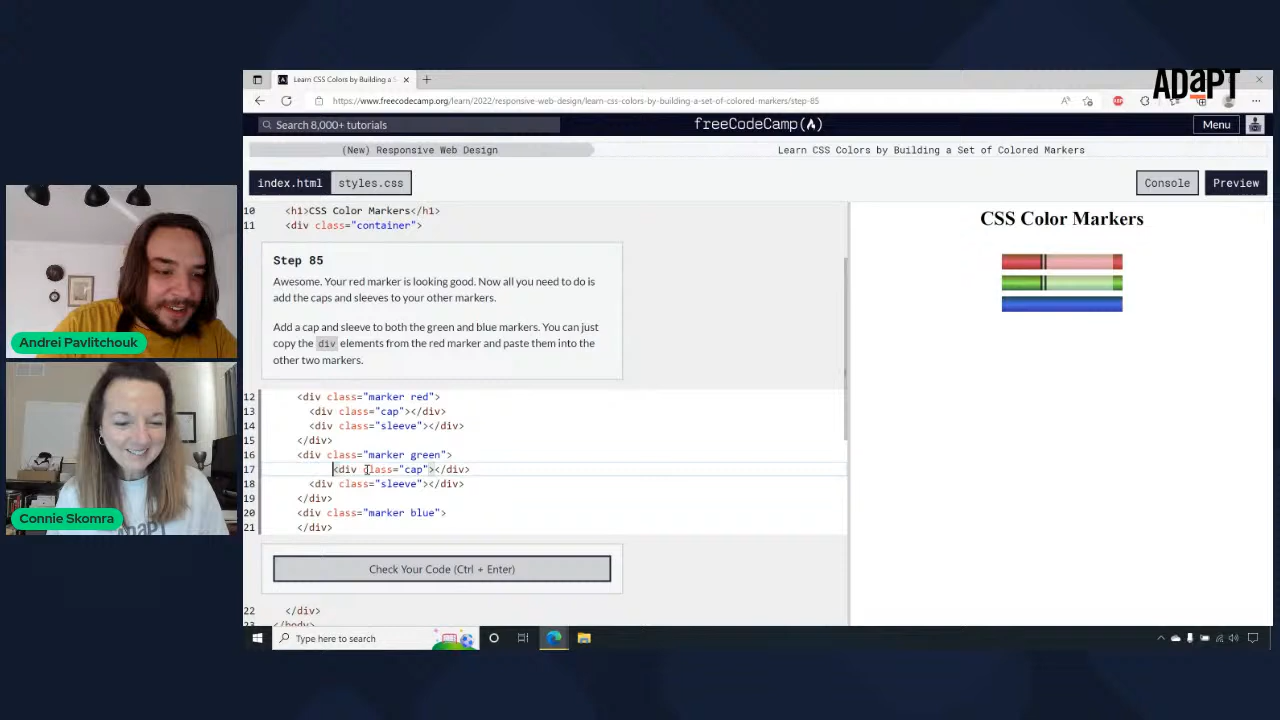 ADaPT
Learn CSS Colors by Building a S
https://www.freecodecamp.org/learn/2022/responsive-web-design/learn-css-colors-by-building-a-set-of-colored-markers/step-85
Search 8,000+ tutorials
freeCodeCamp
Menu
(New) Responsive Web Design
Learn CSS Colors by Building a Set of Colored Markers
index.html
styles.css
Console
Preview
10 <h1>CSS Color Markers</h1>
11 <div class="container">
Step 85
Awesome. Your red marker is looking good. Now all you need to do is
add the caps and sleeves to your other markers.
Add a cap and sleeve to both the green and blue markers. You can just
copy the div elements from the red marker and paste them into the
other two markers.
12 <div class="marker red">
13 <div class="cap"></div>
14 <div class="sleeve"></div>
15 </div>
16 <div class="marker green">
17 <div class="cap"></div>
18 <div class="sleeve"></div>
19 </div>
20 <div class="marker blue">
21 </div>
Check Your Code (Ctrl + Enter)
22 </div>
23 </body>
CSS Color Markers
Andrei Pavlitchouk
Connie Skomra
Type here to search